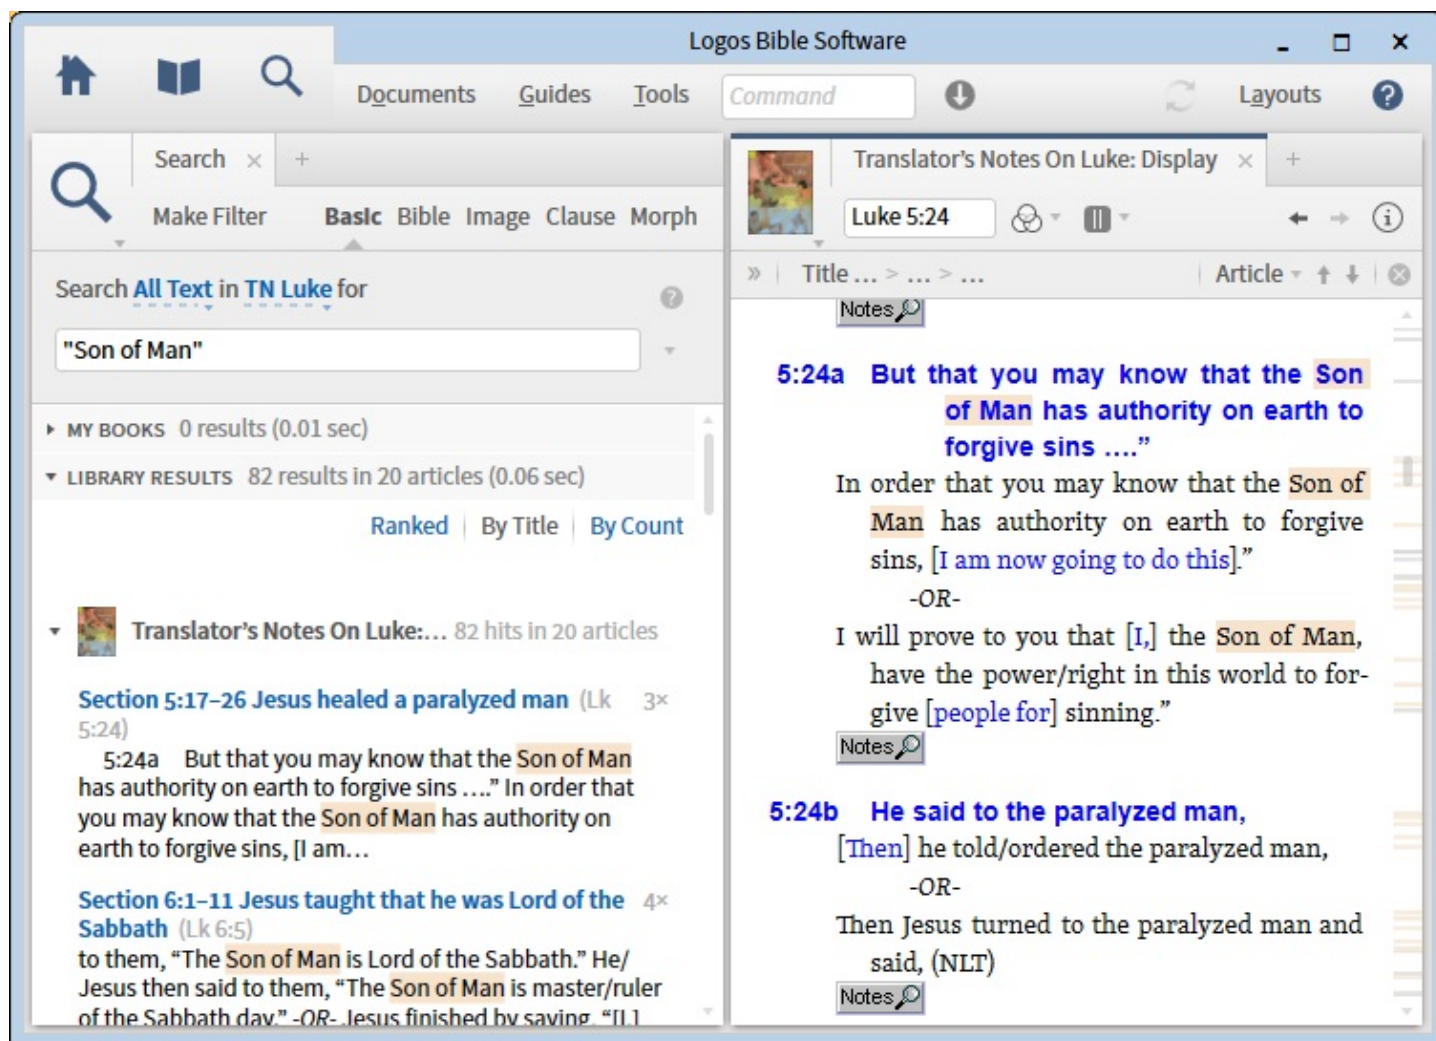 Logos Bible Software
Documents Guides Tools Command Layouts ?
Search × +
Make Filter Basic Bible Image Clause Morph
Search All Text in TN Luke for ?
"Son of Man"
MY BOOKS 0 results (0.01 sec)
LIBRARY RESULTS 82 results in 20 articles (0.06 sec)
Ranked | By Title | By Count
Translator’s Notes On Luke:… 82 hits in 20 articles
Section 5:17–26 Jesus healed a paralyzed man (Lk 3×
5:24)
5:24a But that you may know that the Son of Man
has authority on earth to forgive sins ….” In order that
you may know that the Son of Man has authority on
earth to forgive sins, [I am…
Section 6:1–11 Jesus taught that he was Lord of the 4×
Sabbath (Lk 6:5)
to them, “The Son of Man is Lord of the Sabbath.” He/
Jesus then said to them, “The Son of Man is master/ruler
of the Sabbath day.” -OR- Jesus finished by saying, “[I,]
Translator’s Notes On Luke: Display × +
Luke 5:24
» Title … > … > … Article
Notes
5:24a But that you may know that the Son
of Man has authority on earth to
forgive sins ….”
In order that you may know that the Son of
Man has authority on earth to forgive
sins, [I am now going to do this].”
-OR-
I will prove to you that [I,] the Son of Man,
have the power/right in this world to for-
give [people for] sinning.”
Notes
5:24b He said to the paralyzed man,
[Then] he told/ordered the paralyzed man,
-OR-
Then Jesus turned to the paralyzed man and
said, (NLT)
Notes